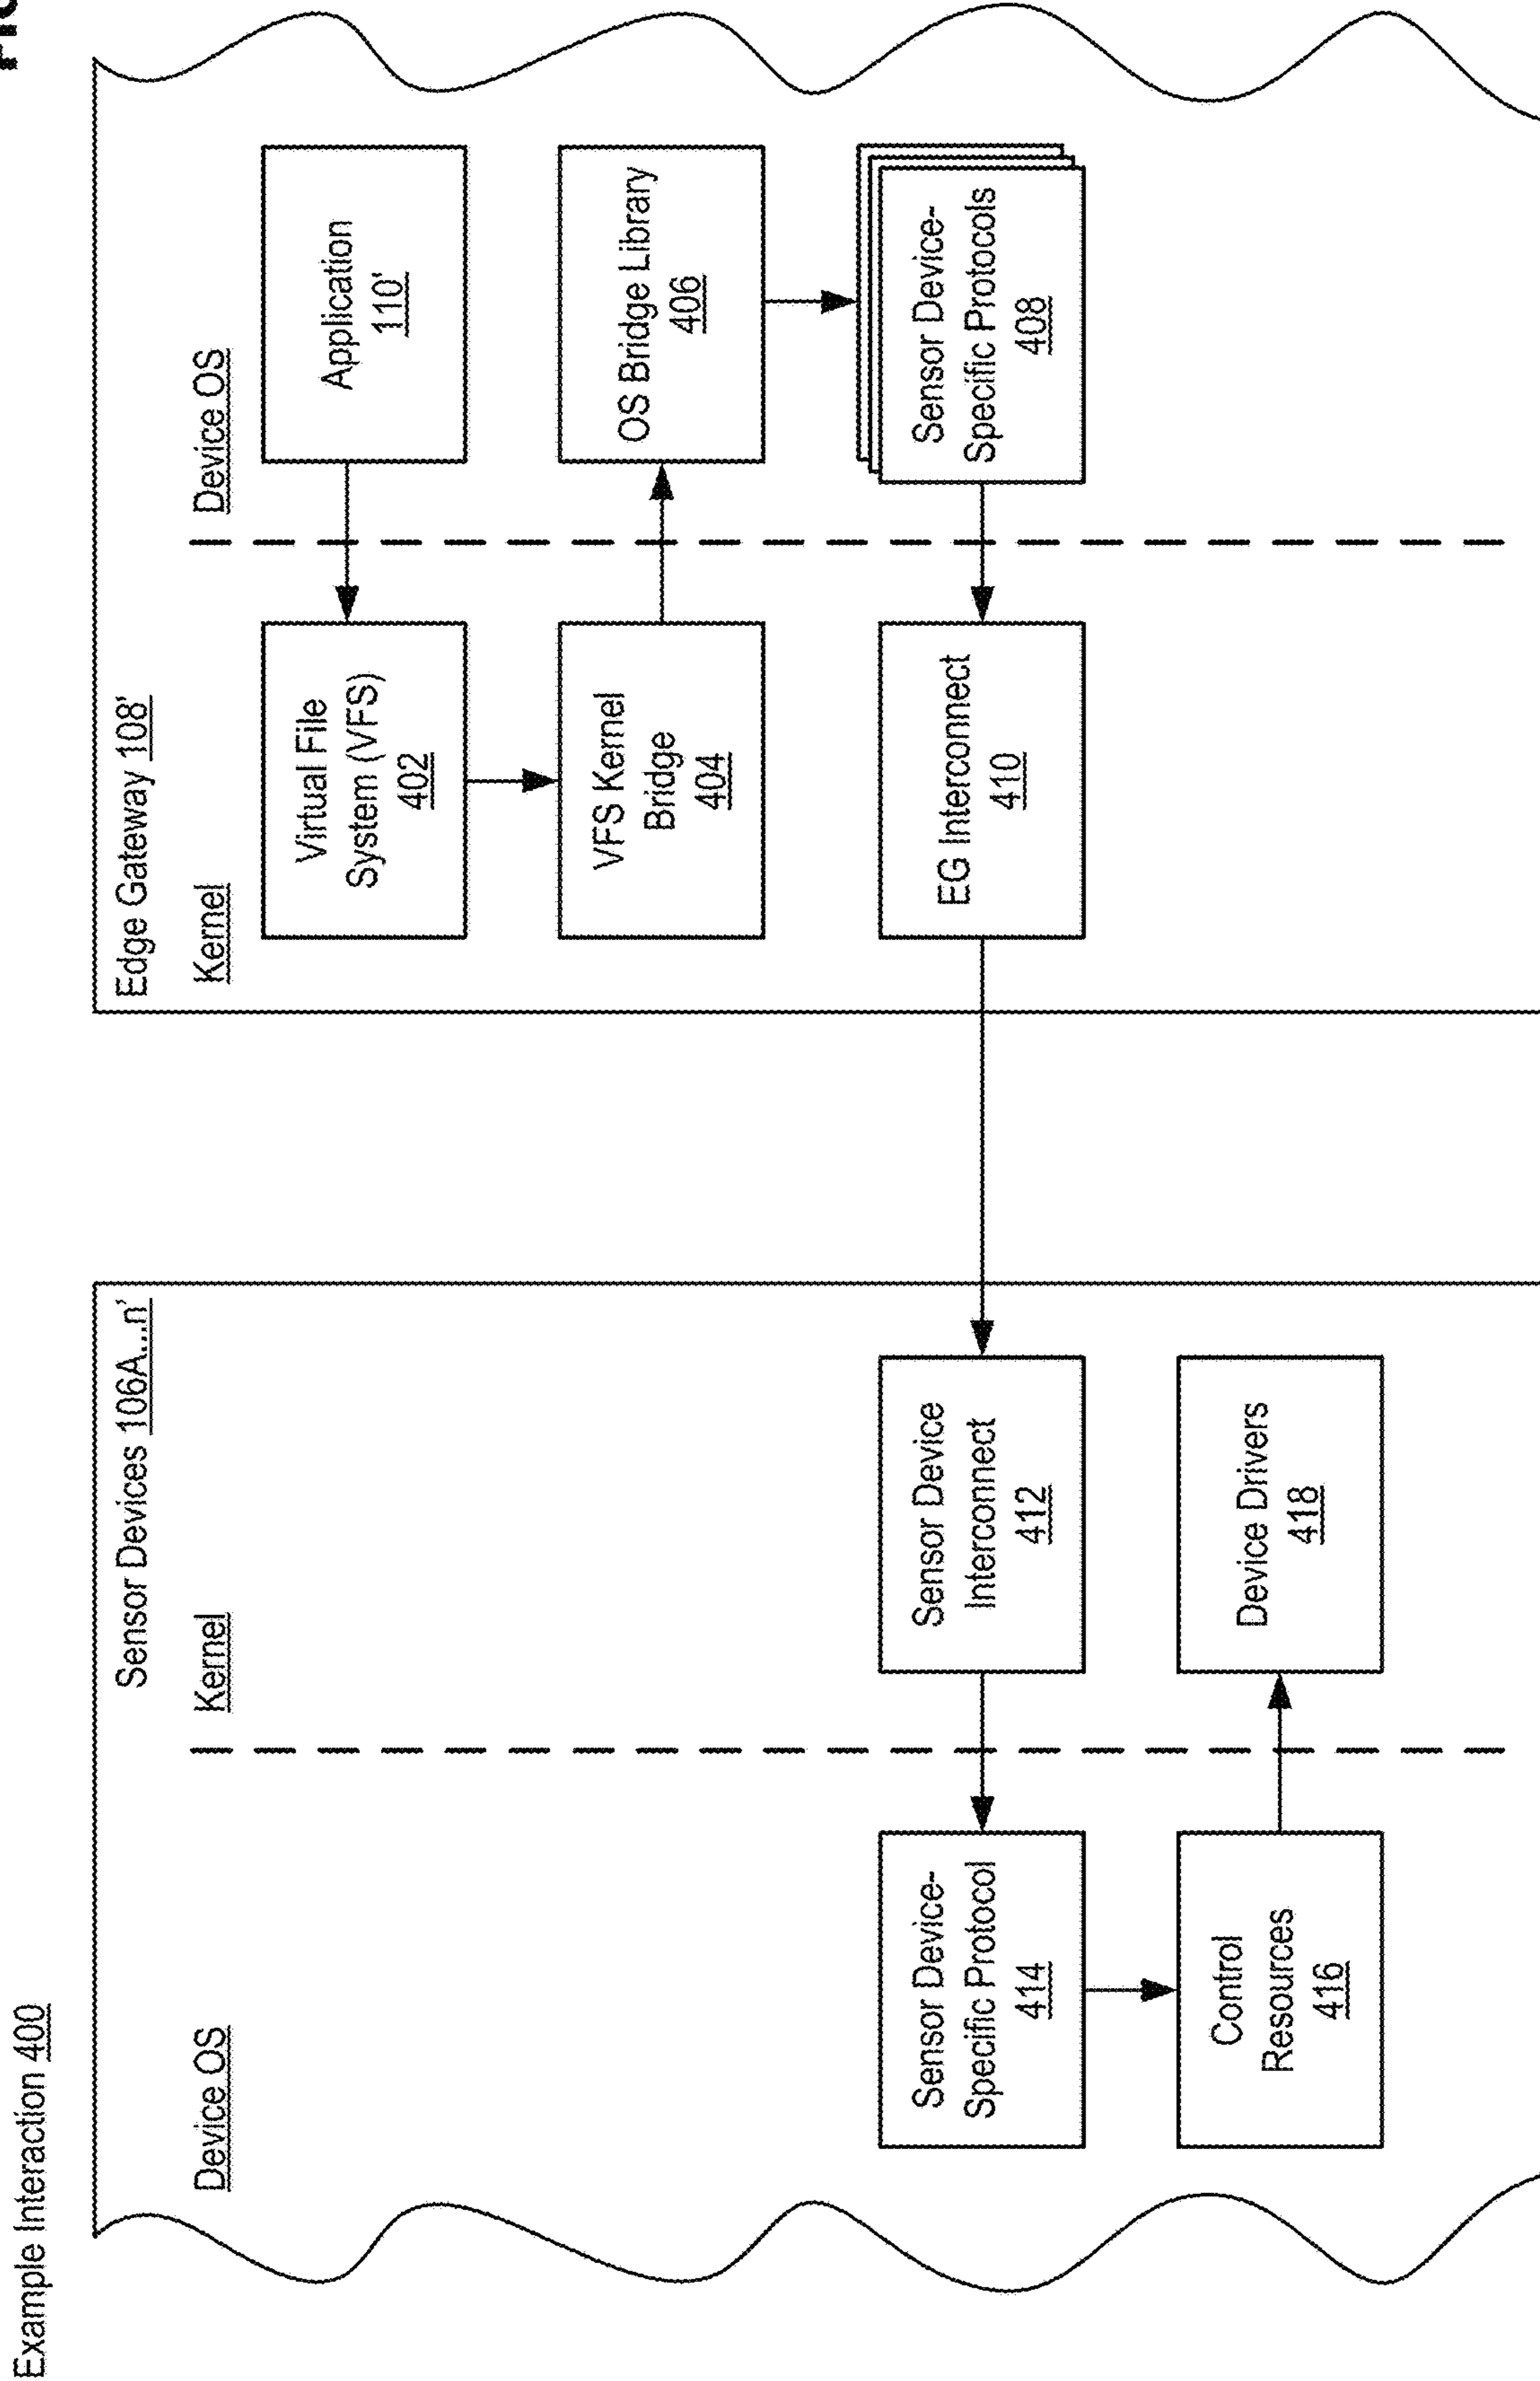 Example Interaction 400
Sensor Devices 106A...n'
Device OS
Kernel
Sensor Device-
Specific Protocol
414
Sensor Device
Interconnect
412
Control
Resources
416
Device Drivers
418
Edge Gateway 108'
Kernel
Device OS
Virtual File
System (VFS)
402
Application
110'
VFS Kernel
Bridge
404
OS Bridge Library
406
EG Interconnect
410
Sensor Device-
Specific Protocols
408